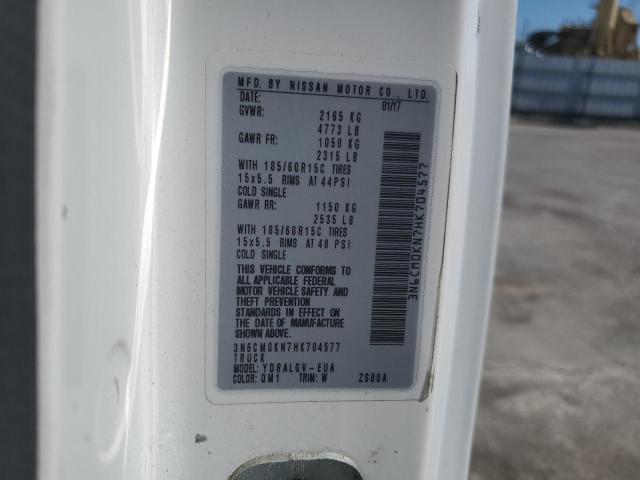 MFD. BY NISSAN MOTOR CO., LTD.
DATE: 01/17
GVWR: 2165 KG
4773 LB
GAWR FR: 1050 KG
2315 LB
WITH 185/60R15C TIRES
15x5.5 RIMS AT 44PSI
COLD SINGLE
GAWR RR: 1150 KG
2535 LB
WITH 185/60R15C TIRES
15x5.5 RIMS AT 48 PSI
COLD SINGLE
THIS VEHICLE CONFORMS TO
ALL APPLICABLE FEDERAL
MOTOR VEHICLE SAFETY AND
THEFT PREVENTION
STANDARDS IN EFFECT ON
THE DATE OF MANUFACTURE
SHOWN ABOVE.
3N6CM0KN7HK704577
TRUCK
MODEL: YDRALGV-EUA
COLOR: QM1 TRIM: W ZS00A
3N6CM0KN7HK704577